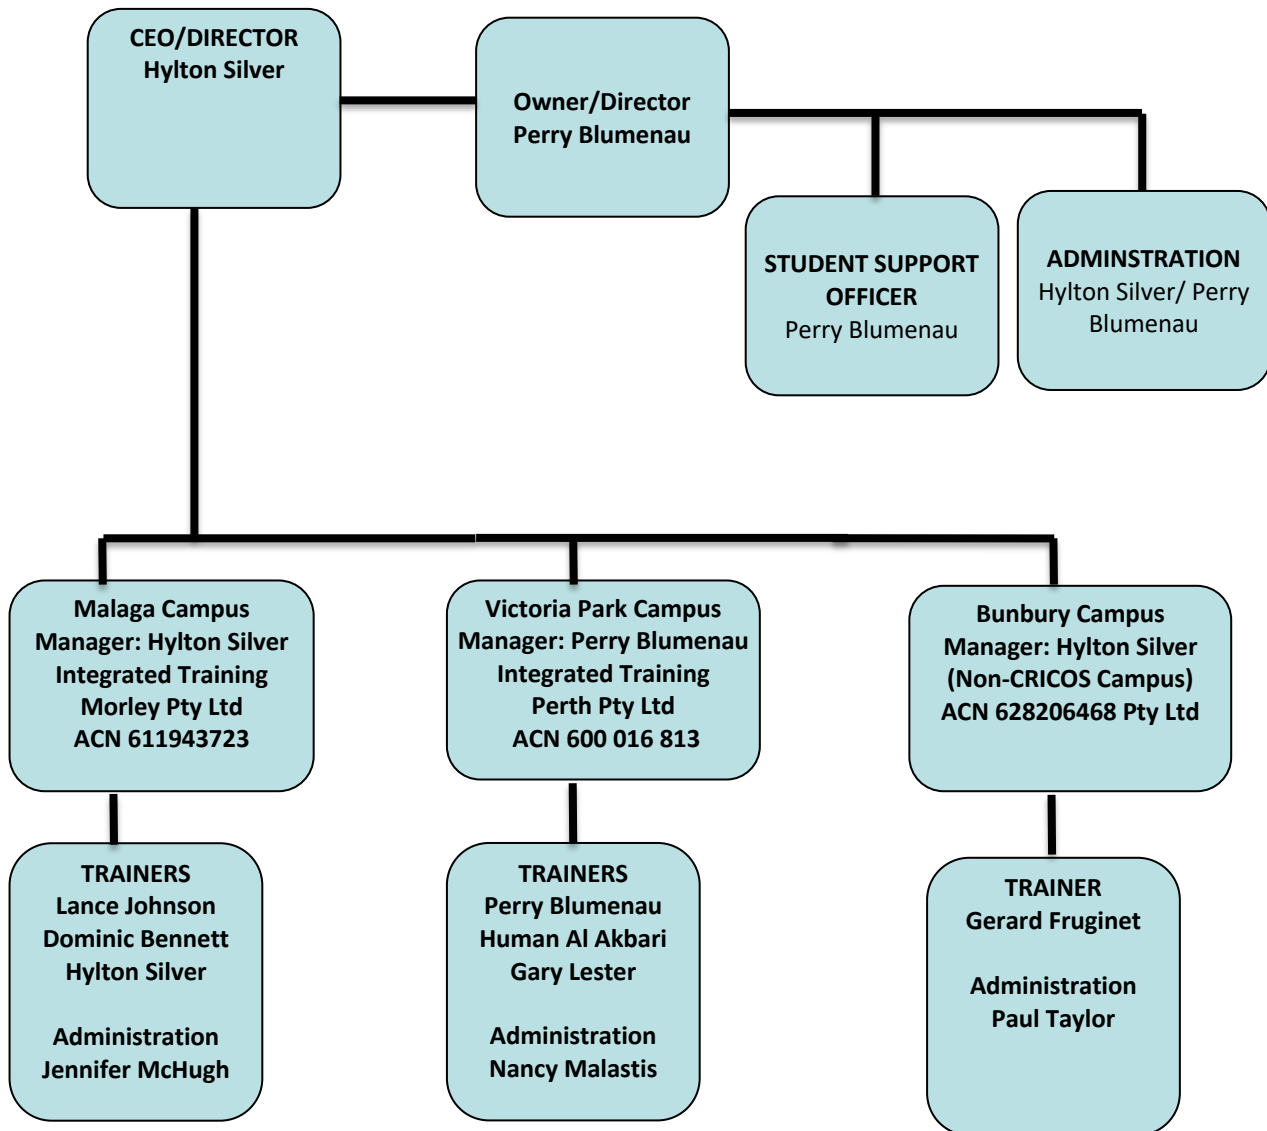 CEO/DIRECTOR
Hylton Silver
Owner/Director
Perry Blumenau
STUDENT SUPPORT
OFFICER
Perry Blumenau
ADMINSTRATION
Hylton Silver/ Perry
Blumenau
Malaga Campus
Manager: Hylton Silver
Integrated Training
Morley Pty Ltd
ACN 611943723
Victoria Park Campus
Manager: Perry Blumenau
Integrated Training
Perth Pty Ltd
ACN 600 016 813
Bunbury Campus
Manager: Hylton Silver
(Non-CRICOS Campus)
ACN 628206468 Pty Ltd
TRAINERS
Lance Johnson
Dominic Bennett
Hylton Silver
Administration
Jennifer McHugh
TRAINERS
Perry Blumenau
Human Al Akbari
Gary Lester
Administration
Nancy Malastis
TRAINER
Gerard Fruginet
Administration
Paul Taylor